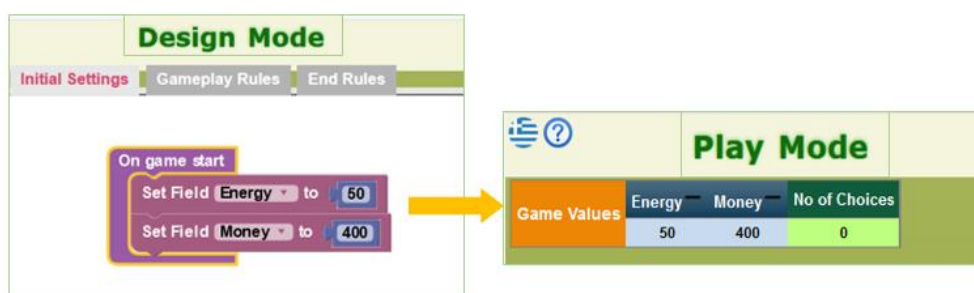 Design Mode
Initial Settings Gameplay Rules End Rules
On game start
Set Field Energy to 50
Set Field Money to 400
?
Play Mode
Game Values Energy Money No of Choices
50 400 0